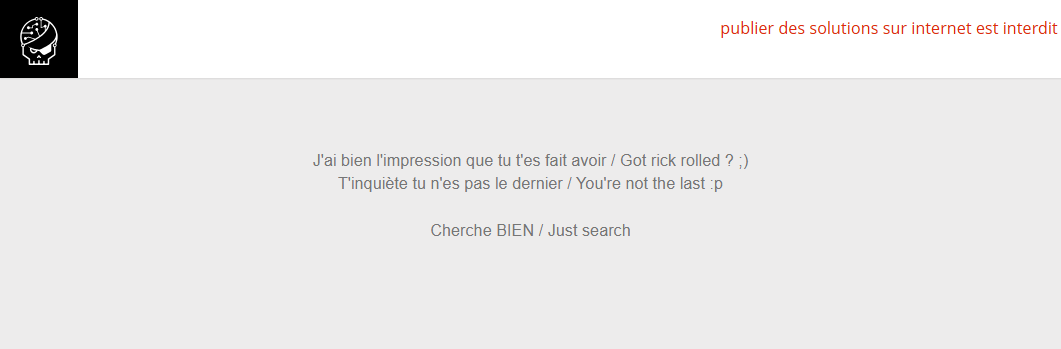 publier des solutions sur internet est interdit
J'ai bien l'impression que tu t'es fait avoir / Got rick rolled ? ;)
T'inquiète tu n'es pas le dernier / You're not the last :p
Cherche BIEN / Just search